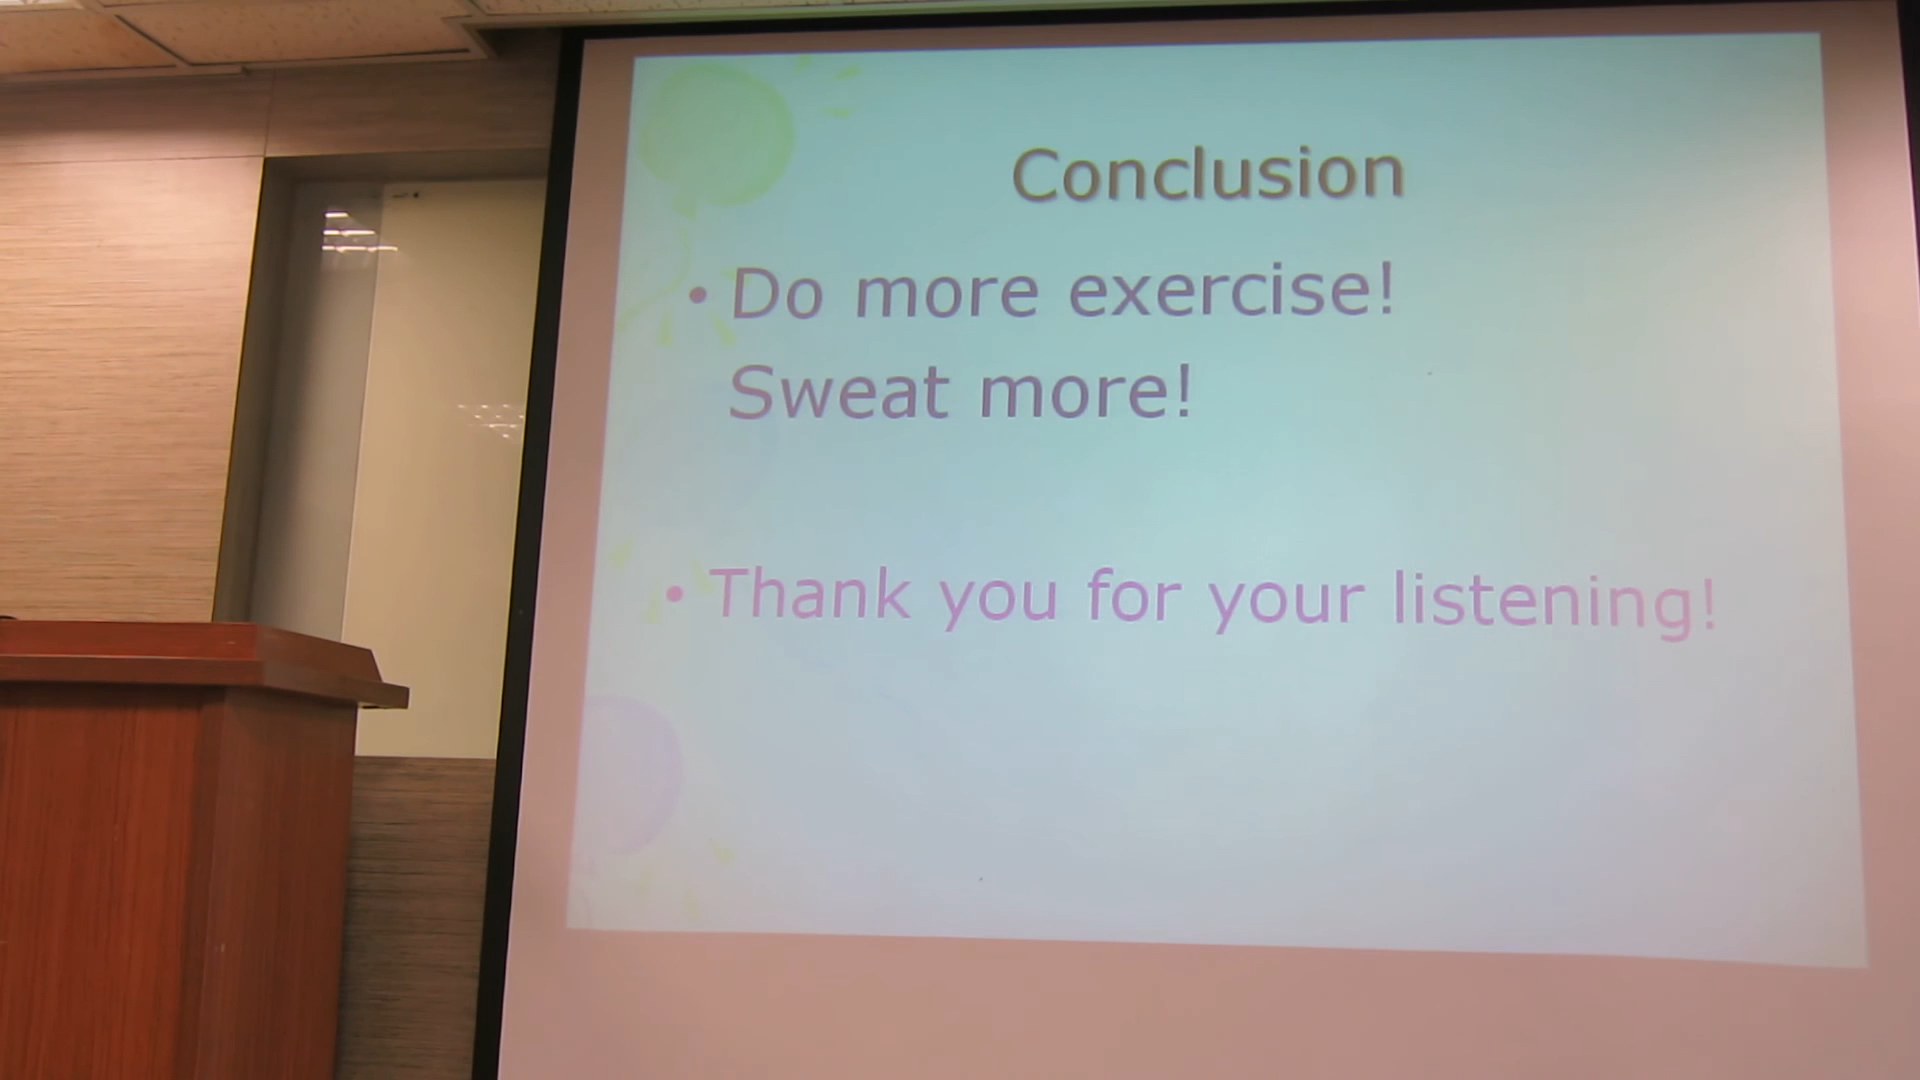 Conclusion
• Do more exercise!
Sweat more!
• Thank you for your listening!